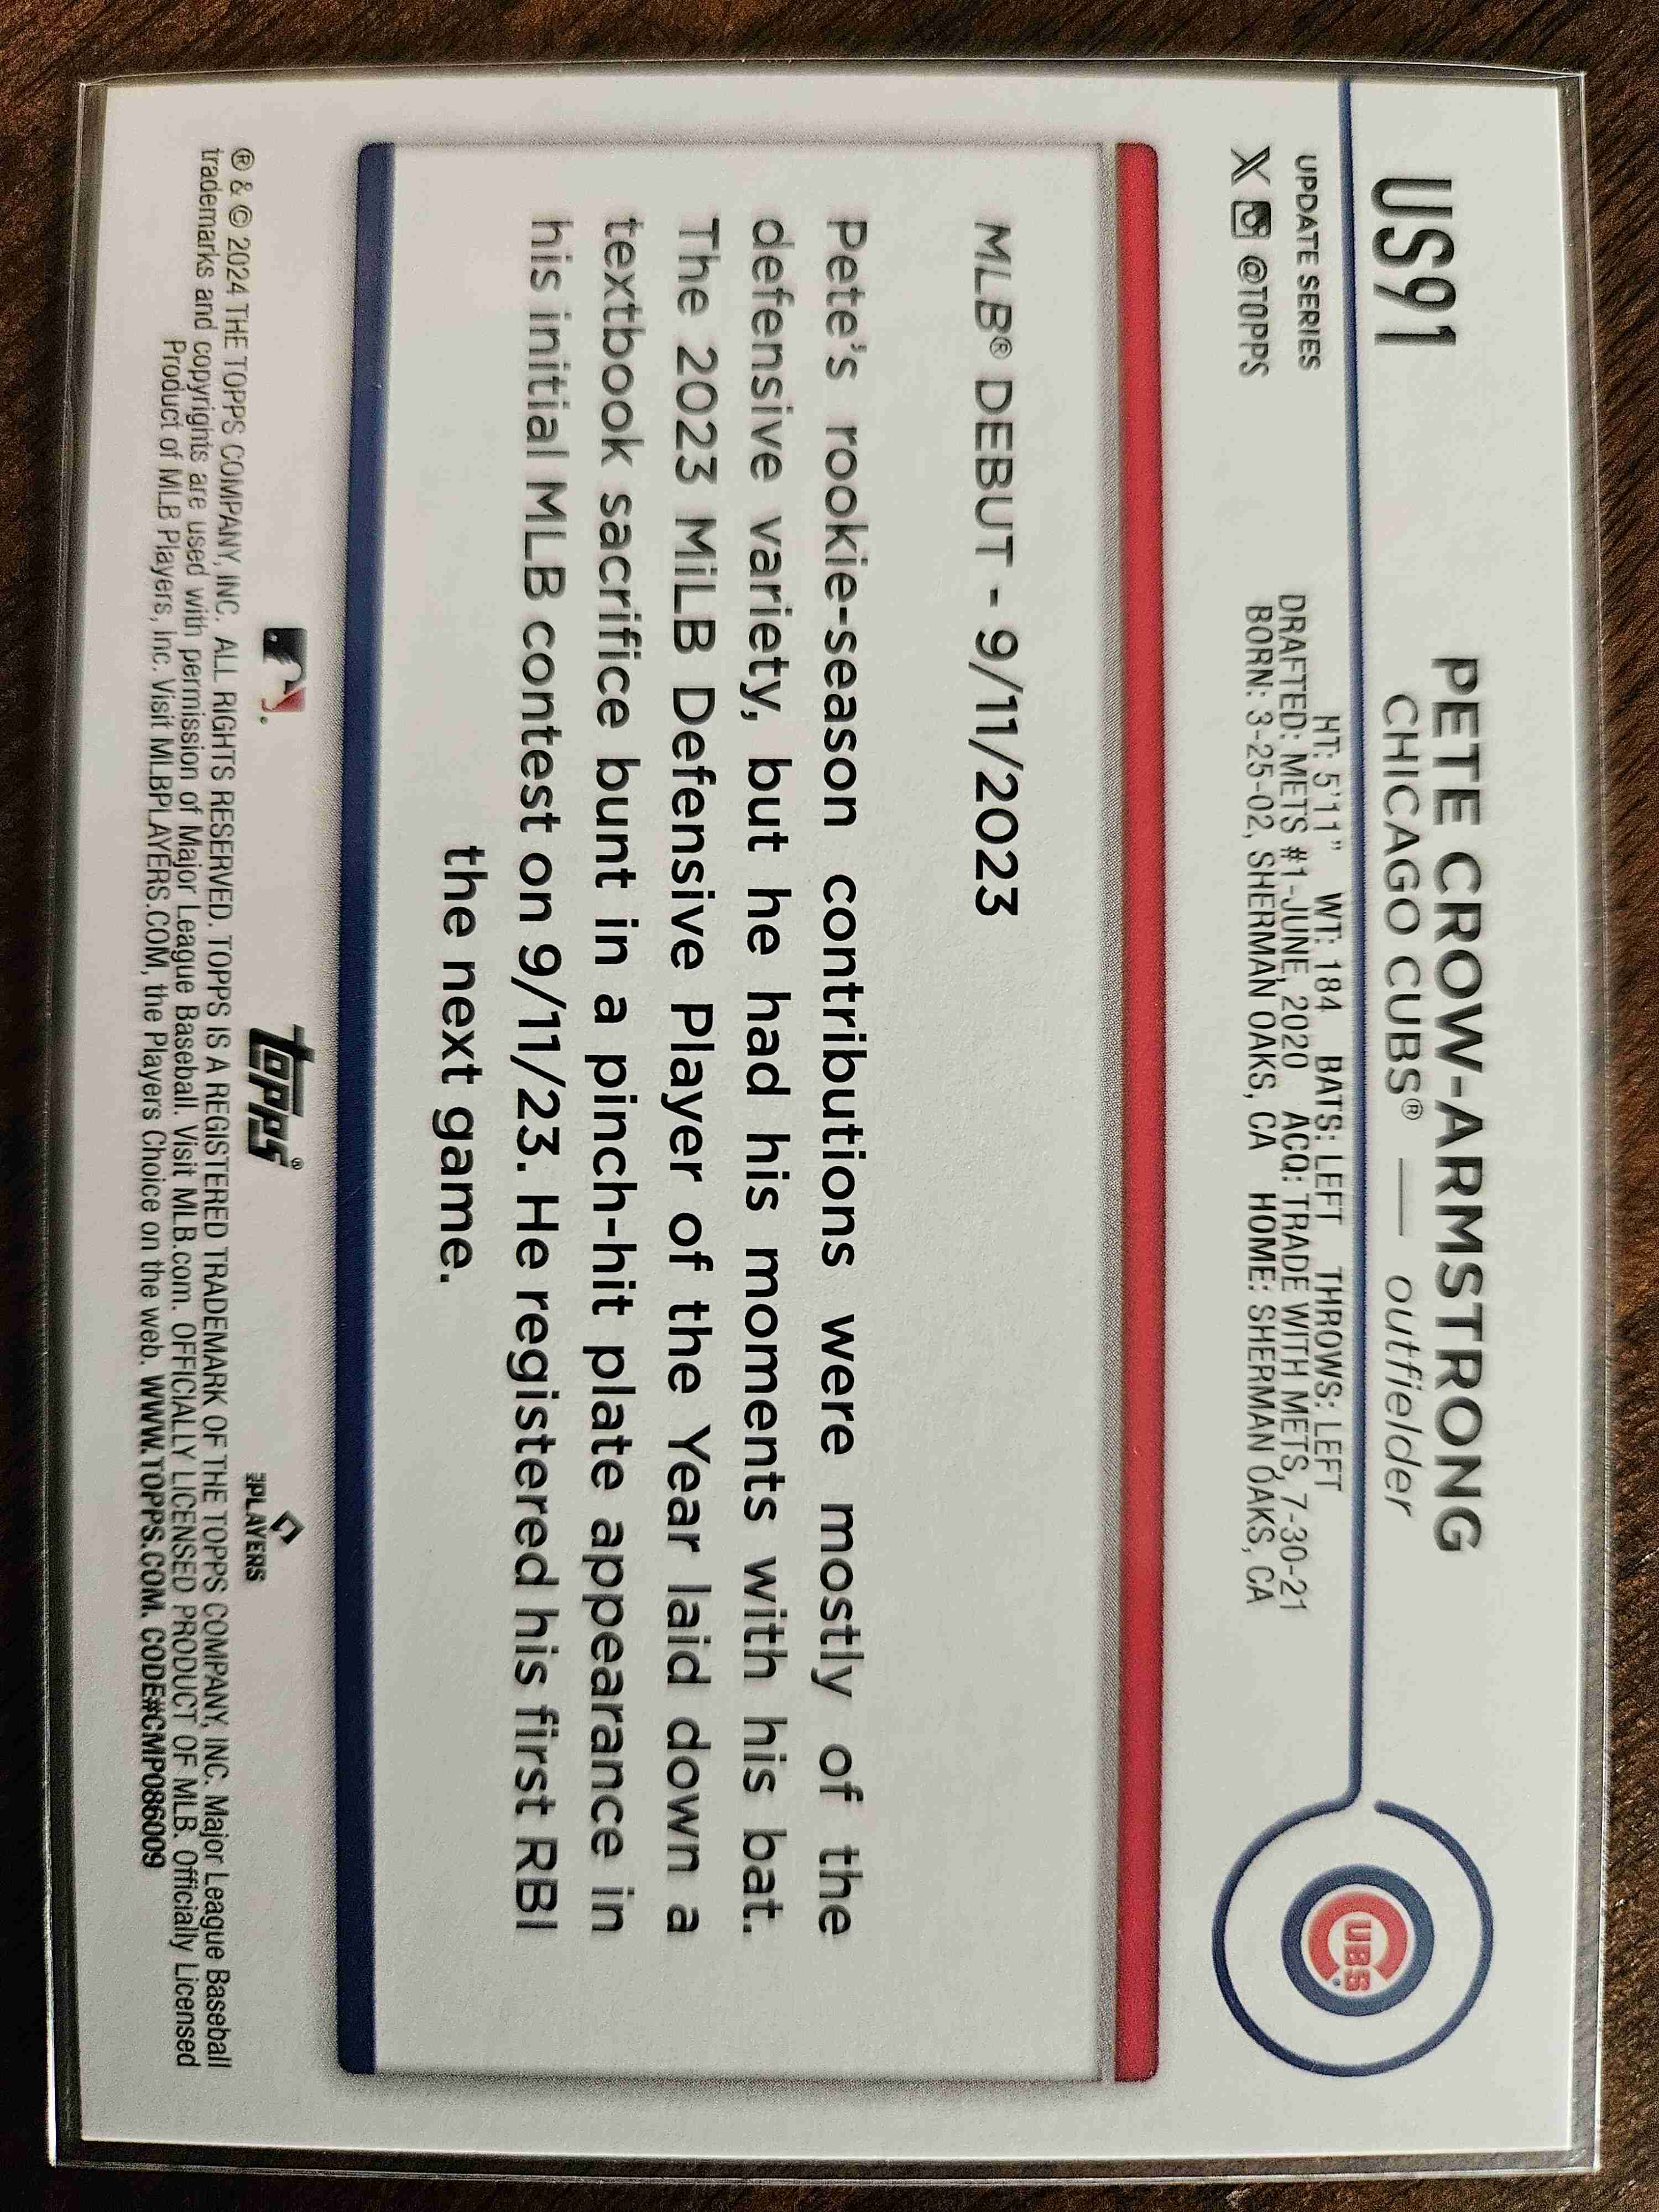 US91
PETE CROW-ARMSTRONG
CHICAGO CUBS® — outfielder
UPDATE SERIES
X @TOPPS
HT: 5'11" WT: 184 BATS: LEFT THROWS: LEFT
DRAFTED: METS #1-JUNE, 2020 ACQ: TRADE WITH METS, 7-30-21
BORN: 3-25-02, SHERMAN OAKS, CA HOME: SHERMAN OAKS, CA
CUBS
MLB® DEBUT - 9/11/2023
Pete's rookie-season contributions were mostly of the
defensive variety, but he had his moments with his bat.
The 2023 MiLB Defensive Player of the Year laid down a
textbook sacrifice bunt in a pinch-hit plate appearance in
his initial MLB contest on 9/11/23. He registered his first RBI
the next game.
topps®
PLAYERS
® & © 2024 THE TOPPS COMPANY, INC. ALL RIGHTS RESERVED. TOPPS IS A REGISTERED TRADEMARK OF THE TOPPS COMPANY, INC. Major League Baseball
trademarks and copyrights are used with permission of Major League Baseball. Visit MLB.com. OFFICIALLY LICENSED PRODUCT OF MLB. Officially Licensed
Product of MLB Players, Inc. Visit MLBPLAYERS.COM, the Players Choice on the web. WWW.TOPPS.COM. CODE#CMP086009